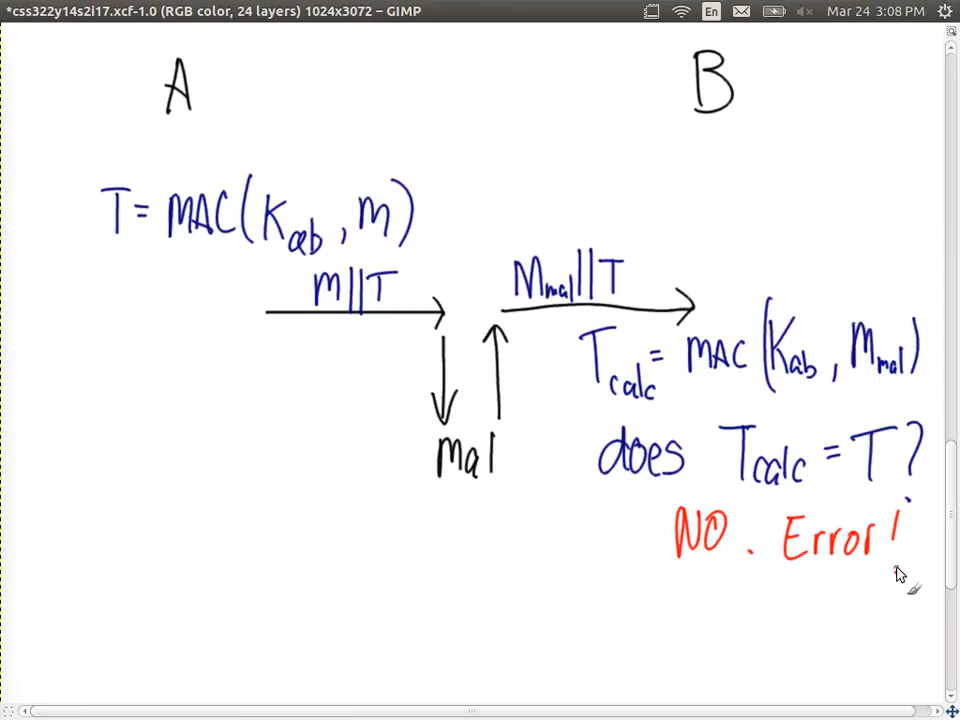 *css322y14s2i17.xcf-1.0 (RGB color, 24 layers) 1024x3072 – GIMP
En
Mar 24 3:08 PM
A
B
T= MAC(Kab, M)
M||T
Mmal||T
Tcalc = MAC(Kab, Mmal)
mal
does Tcalc = T?
NO. Error!